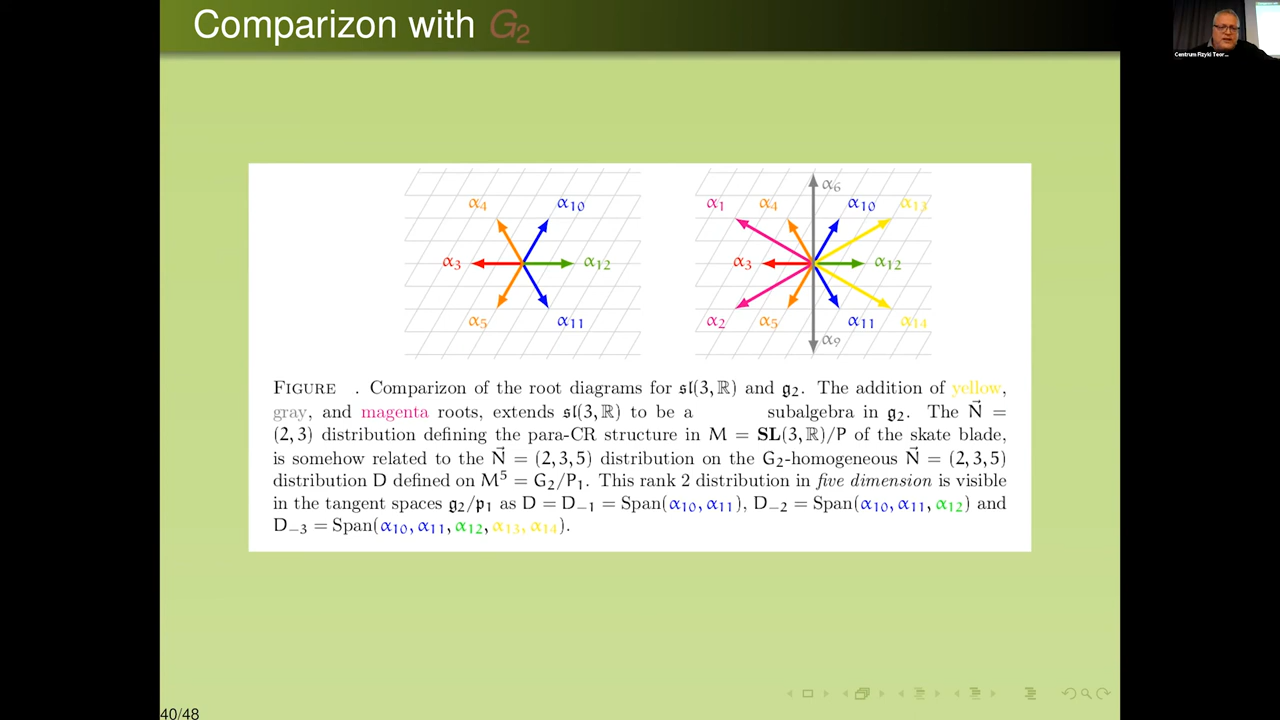 Comparizon with G₂
Centrum Fizyki Teor...
α₄ α₁₀ α₃ α₁₂ α₅ α₁₁
α₆
α₁ α₄ α₁₀ α₁₃
α₃ α₁₂
α₂ α₅ α₁₁ α₁₄
α₉
FIGURE . Comparizon of the root diagrams for 𝔰𝔩(3,ℝ) and 𝔤₂. The addition of yellow,
gray, and magenta roots, extends 𝔰𝔩(3,ℝ) to be a subalgebra in 𝔤₂. The N⃗ =
(2,3) distribution defining the para-CR structure in M = SL(3,ℝ)/P of the skate blade,
is somehow related to the N⃗ = (2,3,5) distribution on the G₂-homogeneous N⃗ = (2,3,5)
distribution D defined on M⁵ = G₂/P₁. This rank 2 distribution in five dimension is visible
in the tangent spaces 𝔤₂/𝔭₁ as D = D₋₁ = Span(α₁₀, α₁₁), D₋₂ = Span(α₁₀, α₁₁, α₁₂) and
D₋₃ = Span(α₁₀, α₁₁, α₁₂, α₁₃, α₁₄).
40/48